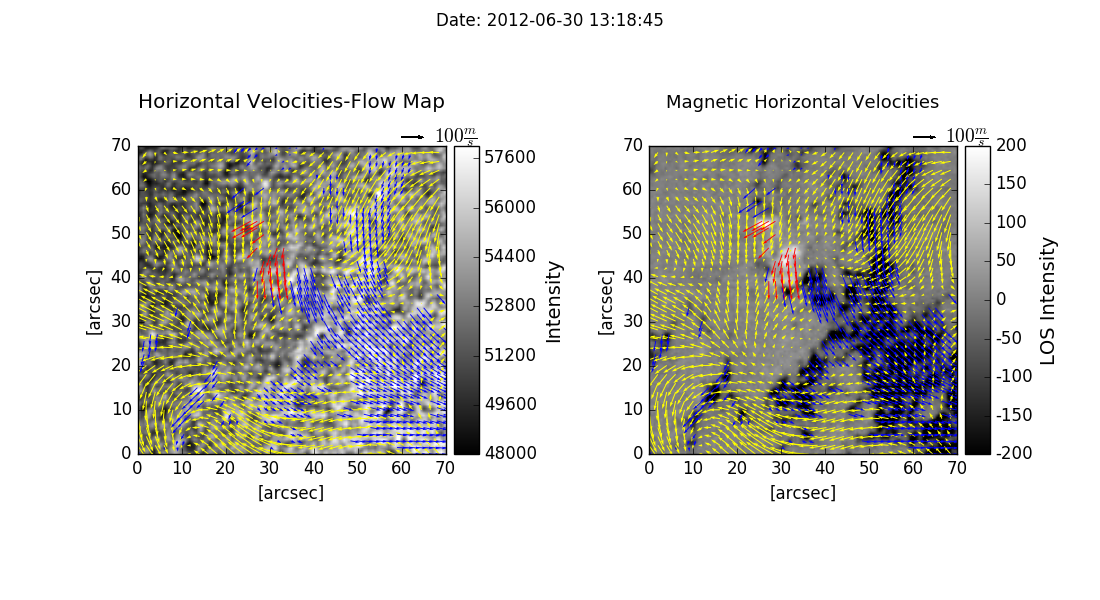 Date: 2012-06-30 13:18:45
Horizontal Velocities-Flow Map
100 m/s
70
60
50
40
30
20
10
0
0 10 20 30 40 50 60 70
[arcsec]
[arcsec]
57600
56000
54400
52800
51200
49600
48000
Intensity
Magnetic Horizontal Velocities
100 m/s
70
60
50
40
30
20
10
0
0 10 20 30 40 50 60 70
[arcsec]
[arcsec]
200
150
100
50
0
-50
-100
-150
-200
LOS Intensity